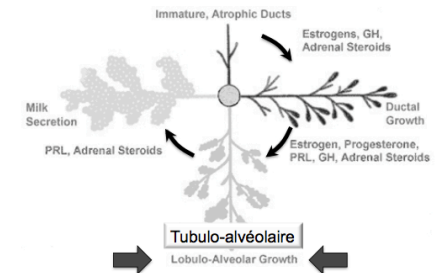 Immature, Atrophic Ducts
Estrogens, GH,
Adrenal Steroids
Milk
Secretion
Ductal
Growth
PRL, Adrenal Steroids
Estrogen, Progesterone,
PRL, GH, Adrenal Steroids
Tubulo-alvéolaire
Lobulo-Alveolar Growth